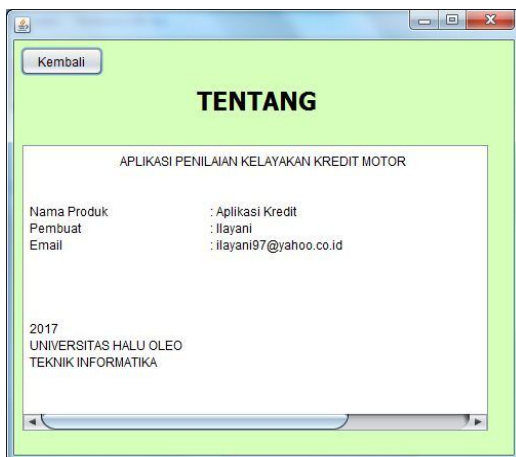 Kembali
TENTANG
APLIKASI PENILAIAN KELAYAKAN KREDIT MOTOR
Nama Produk : Aplikasi Kredit
Pembuat : Ilayani
Email : ilayani97@yahoo.co.id
2017
UNIVERSITAS HALU OLEO
TEKNIK INFORMATIKA